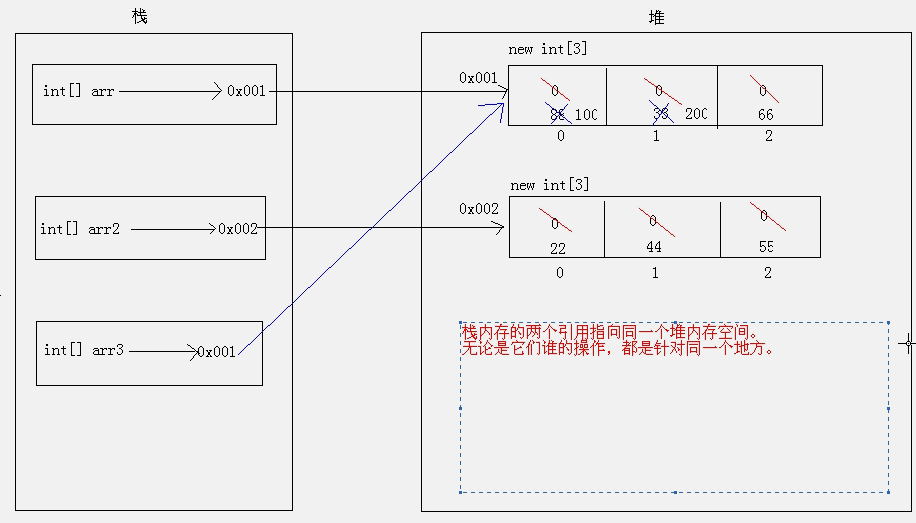 栈
堆
new int[3]
int[] arr
0x001
0x001
0
0
0
88 100
33 200
66
0
1
2
new int[3]
int[] arr2
0x002
0x002
0
0
0
22
44
55
0
1
2
int[] arr3
0x001
栈内存的两个引用指向同一个堆内存空间。
无论是它们谁的操作，都是针对同一个地方。